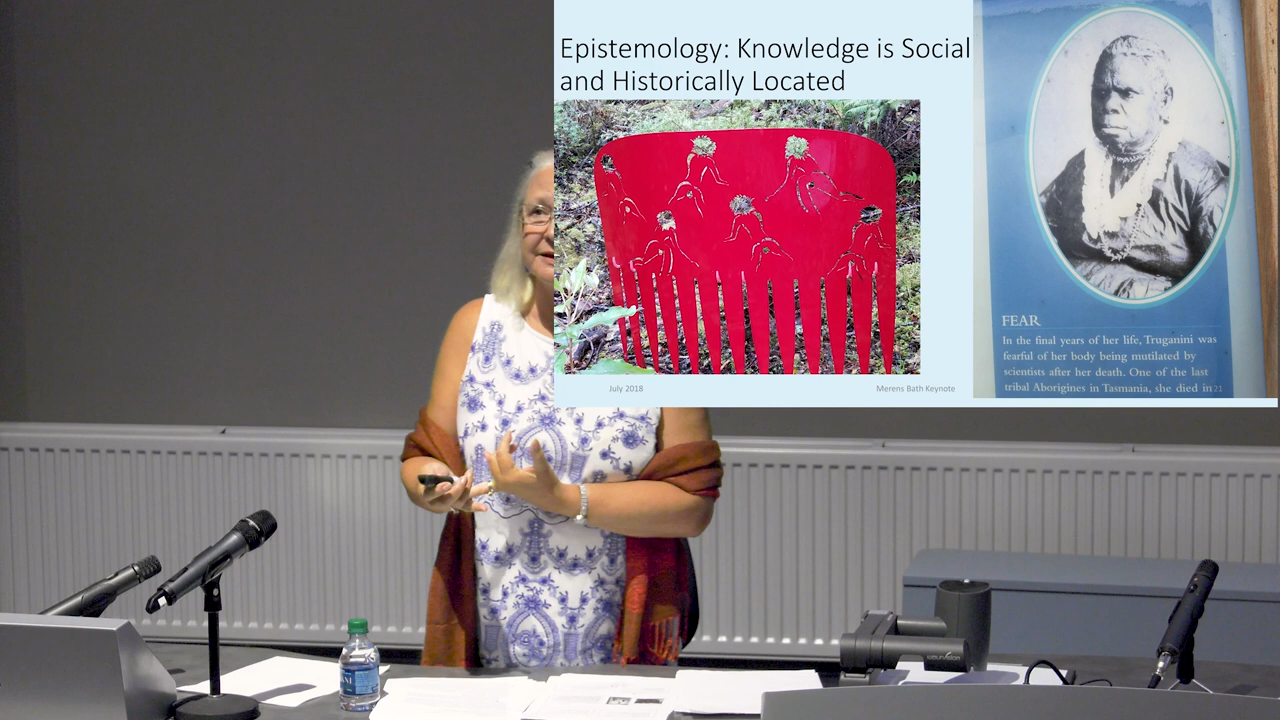 Epistemology: Knowledge is Social
and Historically Located
FEAR
In the final years of her life, Truganini was
fearful of her body being mutilated by
scientists after her death. One of the last
tribal Aborigines in Tasmania, she died in
July 2018
Merens Bath Keynote
21